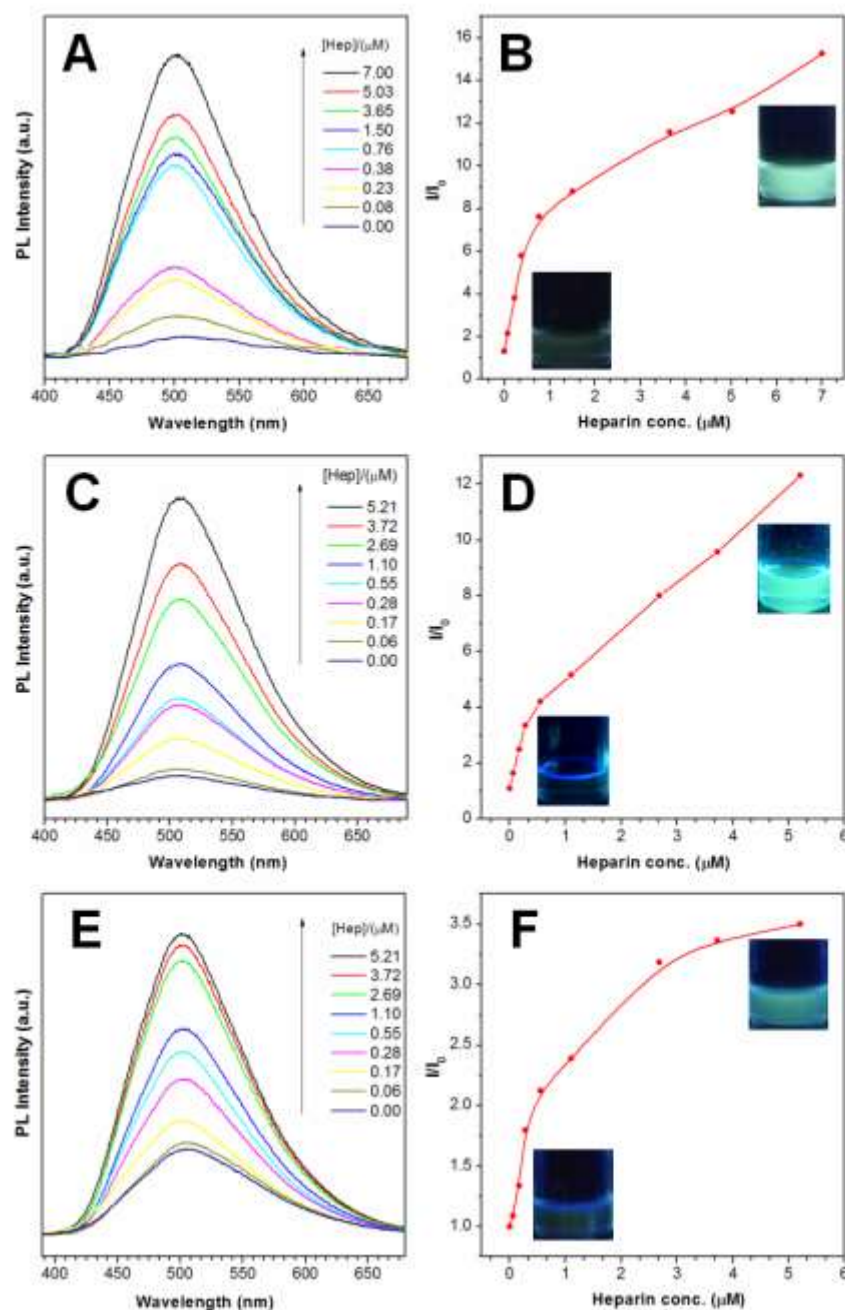 A
[Hep]/(μM)
7.00
5.03
3.65
1.50
0.76
0.38
0.23
0.08
0.00
PL Intensity (a.u.)
400 450 500 550 600 650
Wavelength (nm)
B
16
14
12
10
8
6
4
2
0
I/I0
0 1 2 3 4 5 6 7
Heparin conc. (μM)
C
[Hep]/(μM)
5.21
3.72
2.69
1.10
0.55
0.28
0.17
0.06
0.00
PL Intensity (a.u.)
400 450 500 550 600 650
Wavelength (nm)
D
12
10
8
6
4
2
0
I/I0
0 1 2 3 4 5 6
Heparin conc. (μM)
E
[Hep]/(μM)
5.21
3.72
2.69
1.10
0.55
0.28
0.17
0.06
0.00
PL Intensity (a.u.)
400 450 500 550 600 650
Wavelength (nm)
F
3.5
3.0
2.5
2.0
1.5
1.0
I/I0
0 1 2 3 4 5 6
Heparin conc. (μM)